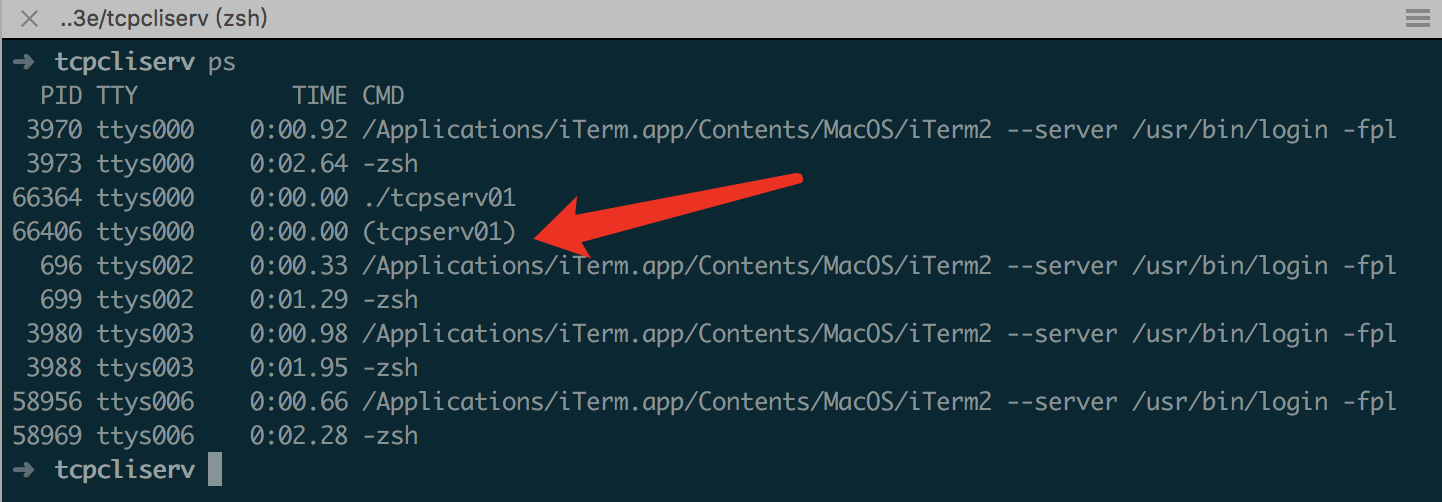 ..3e/tcpcliserv (zsh)
➜ tcpcliserv ps
PID TTY TIME CMD
3970 ttys000 0:00.92 /Applications/iTerm.app/Contents/MacOS/iTerm2 --server /usr/bin/login -fpl
3973 ttys000 0:02.64 -zsh
66364 ttys000 0:00.00 ./tcpserv01
66406 ttys000 0:00.00 (tcpserv01)
696 ttys002 0:00.33 /Applications/iTerm.app/Contents/MacOS/iTerm2 --server /usr/bin/login -fpl
699 ttys002 0:01.29 -zsh
3980 ttys003 0:00.98 /Applications/iTerm.app/Contents/MacOS/iTerm2 --server /usr/bin/login -fpl
3988 ttys003 0:01.95 -zsh
58956 ttys006 0:00.66 /Applications/iTerm.app/Contents/MacOS/iTerm2 --server /usr/bin/login -fpl
58969 ttys006 0:02.28 -zsh
➜ tcpcliserv